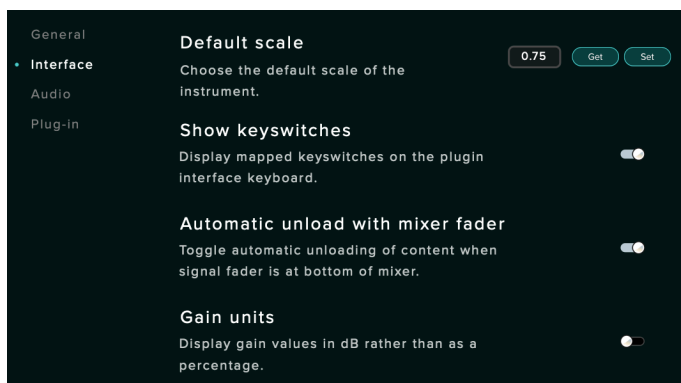 General
Interface
Audio
Plug-in
Default scale
Choose the default scale of the
instrument.
0.75
Get
Set
Show keyswitches
Display mapped keyswitches on the plugin
interface keyboard.
Automatic unload with mixer fader
Toggle automatic unloading of content when
signal fader is at bottom of mixer.
Gain units
Display gain values in dB rather than as a
percentage.